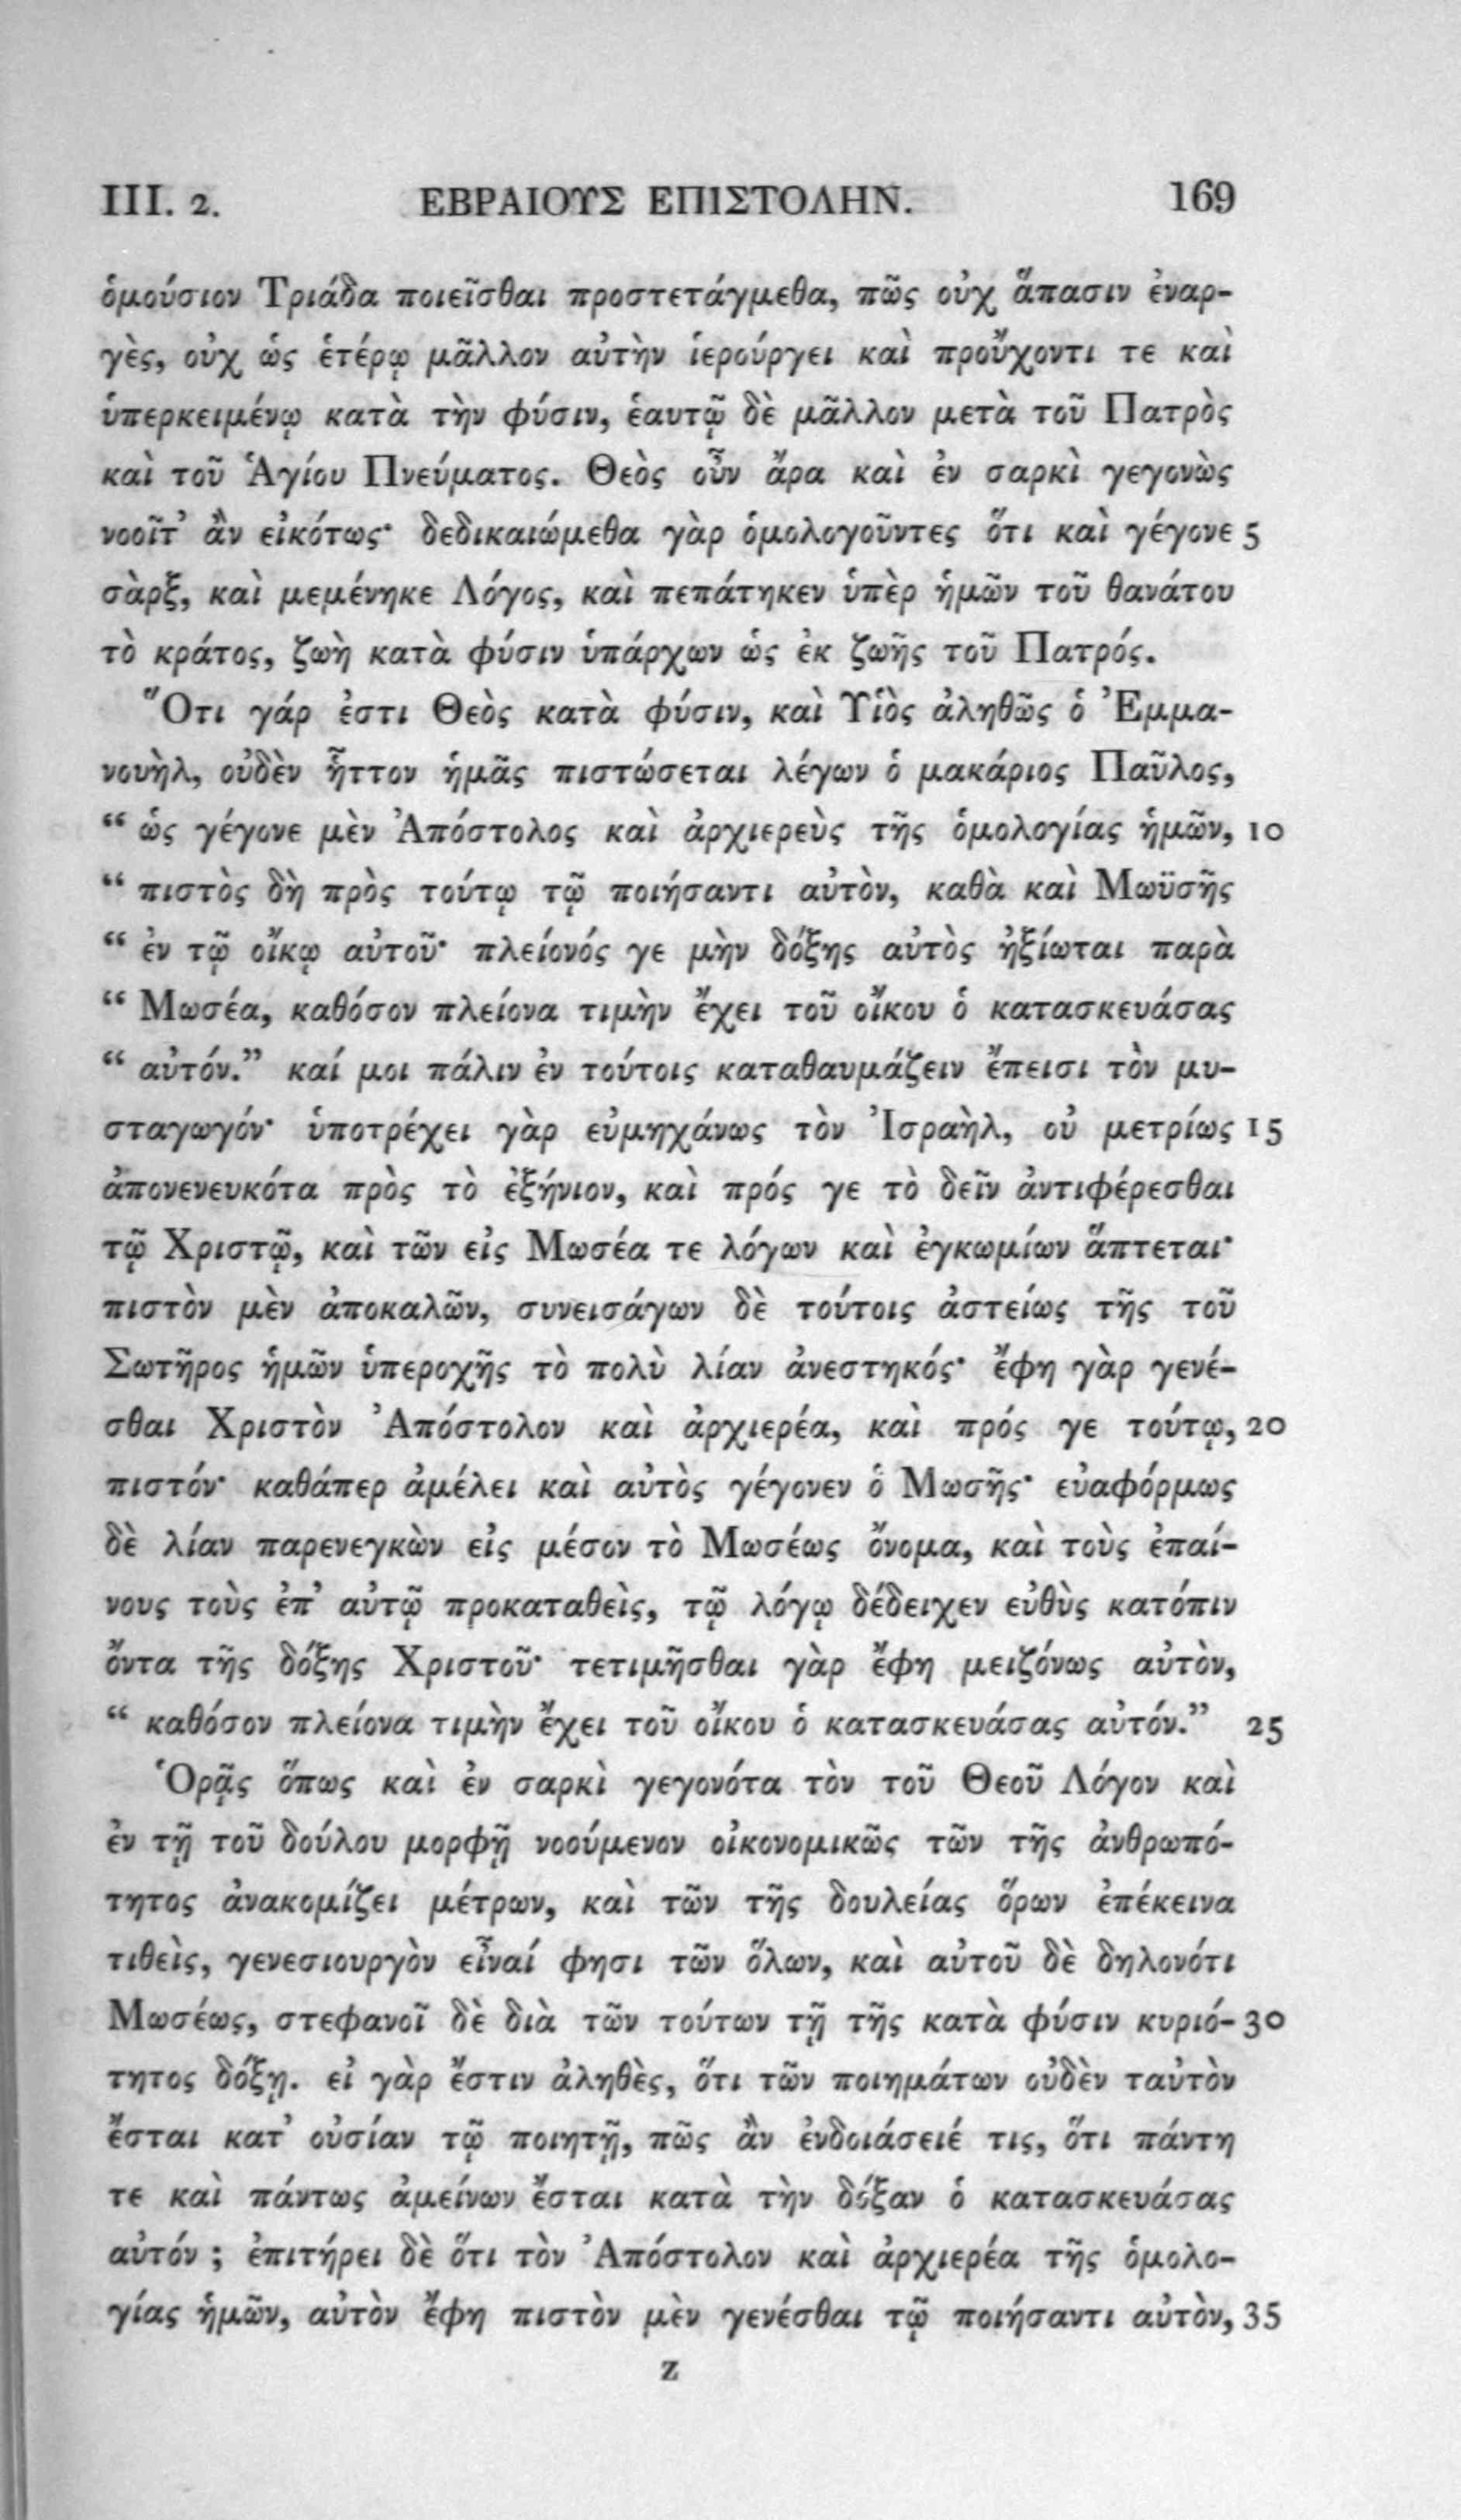 III. 2. ΕΒΡΑΙΟΥΣ ΕΠΙΣΤΟΛΗΝ. 169
ὁμούσιον Τριάδα ποιεῖσθαι προστετάγμεθα, πῶς οὐχ ἅπασιν ἐναρ-
γὲς, οὐχ ὡς ἑτέρῳ μᾶλλον αὐτὴν ἱερούργει καὶ προὔχοντι τε καὶ
ὑπερκειμένῳ κατὰ τὴν φύσιν, ἑαυτῷ δὲ μᾶλλον μετὰ τοῦ Πατρὸς
καὶ τοῦ Ἁγίου Πνεύματος. Θεὸς οὖν ἄρα καὶ ἐν σαρκὶ γεγονὼς
νοοῖτ’ ἂν εἰκότως· δεδικαιώμεθα γὰρ ὁμολογοῦντες ὅτι καὶ γέγονε 5
σὰρξ, καὶ μεμένηκε Λόγος, καὶ πεπάτηκεν ὑπὲρ ἡμῶν τοῦ θανάτου
τὸ κράτος, ζωὴ κατὰ φύσιν ὑπάρχων ὡς ἐκ ζωῆς τοῦ Πατρός.
Ὅτι γάρ ἐστι Θεὸς κατὰ φύσιν, καὶ Υἱὸς ἀληθῶς ὁ Ἐμμα-
νουὴλ, οὐδὲν ἧττον ἡμᾶς πιστώσεται λέγων ὁ μακάριος Παῦλος,
“ ὡς γέγονε μὲν Ἀπόστολος καὶ ἀρχιερεὺς τῆς ὁμολογίας ἡμῶν, 10
“ πιστὸς δὴ πρὸς τούτῳ τῷ ποιήσαντι αὐτὸν, καθὰ καὶ Μωϋσῆς
“ ἐν τῷ οἴκῳ αὐτοῦ· πλείονός γε μὴν δόξης αὐτὸς ἠξίωται παρὰ
“ Μωσέα, καθόσον πλείονα τιμὴν ἔχει τοῦ οἴκου ὁ κατασκευάσας
“ αὐτόν.” καί μοι πάλιν ἐν τούτοις καταθαυμάζειν ἔπεισι τὸν μυ-
σταγωγόν· ὑποτρέχει γὰρ εὐμηχάνως τὸν Ἰσραὴλ, οὐ μετρίως 15
ἀπονενευκότα πρὸς τὸ ἐξήνιον, καὶ πρός γε τὸ δεῖν ἀντιφέρεσθαι
τῷ Χριστῷ, καὶ τῶν εἰς Μωσέα τε λόγων καὶ ἐγκωμίων ἅπτεται·
πιστὸν μὲν ἀποκαλῶν, συνεισάγων δὲ τούτοις ἀστείως τῆς τοῦ
Σωτῆρος ἡμῶν ὑπεροχῆς τὸ πολὺ λίαν ἀνεστηκός· ἔφη γὰρ γενέ-
σθαι Χριστὸν Ἀπόστολον καὶ ἀρχιερέα, καὶ πρός γε τούτῳ, 20
πιστόν· καθάπερ ἀμέλει καὶ αὐτὸς γέγονεν ὁ Μωσῆς· εὐαφόρμως
δὲ λίαν παρενεγκὼν εἰς μέσον τὸ Μωσέως ὄνομα, καὶ τοὺς ἐπαί-
νους τοὺς ἐπ’ αὐτῷ προκαταθεὶς, τῷ λόγῳ δέδειχεν εὐθὺς κατόπιν
ὄντα τῆς δόξης Χριστοῦ· τετιμῆσθαι γὰρ ἔφη μειζόνως αὐτὸν,
“ καθόσον πλείονα τιμὴν ἔχει τοῦ οἴκου ὁ κατασκευάσας αὐτόν.” 25
Ὁρᾷς ὅπως καὶ ἐν σαρκὶ γεγονότα τὸν τοῦ Θεοῦ Λόγον καὶ
ἐν τῇ τοῦ δούλου μορφῇ νοούμενον οἰκονομικῶς τῶν τῆς ἀνθρωπό-
τητος ἀνακομίζει μέτρων, καὶ τῶν τῆς δουλείας ὅρων ἐπέκεινα
τιθεὶς, γενεσιουργὸν εἶναί φησι τῶν ὅλων, καὶ αὐτοῦ δὲ δηλονότι
Μωσέως, στεφανοῖ δὲ διὰ τῶν τούτων τῇ τῆς κατὰ φύσιν κυριό- 30
τητος δόξῃ. εἰ γὰρ ἔστιν ἀληθὲς, ὅτι τῶν ποιημάτων οὐδὲν ταὐτὸν
ἔσται κατ’ οὐσίαν τῷ ποιητῇ, πῶς ἂν ἐνδοιάσειέ τις, ὅτι πάντη
τε καὶ πάντως ἀμείνων ἔσται κατὰ τὴν δόξαν ὁ κατασκευάσας
αὐτόν ; ἐπιτήρει δὲ ὅτι τὸν Ἀπόστολον καὶ ἀρχιερέα τῆς ὁμολο-
γίας ἡμῶν, αὐτὸν ἔφη πιστὸν μὲν γενέσθαι τῷ ποιήσαντι αὐτὸν, 35
Z